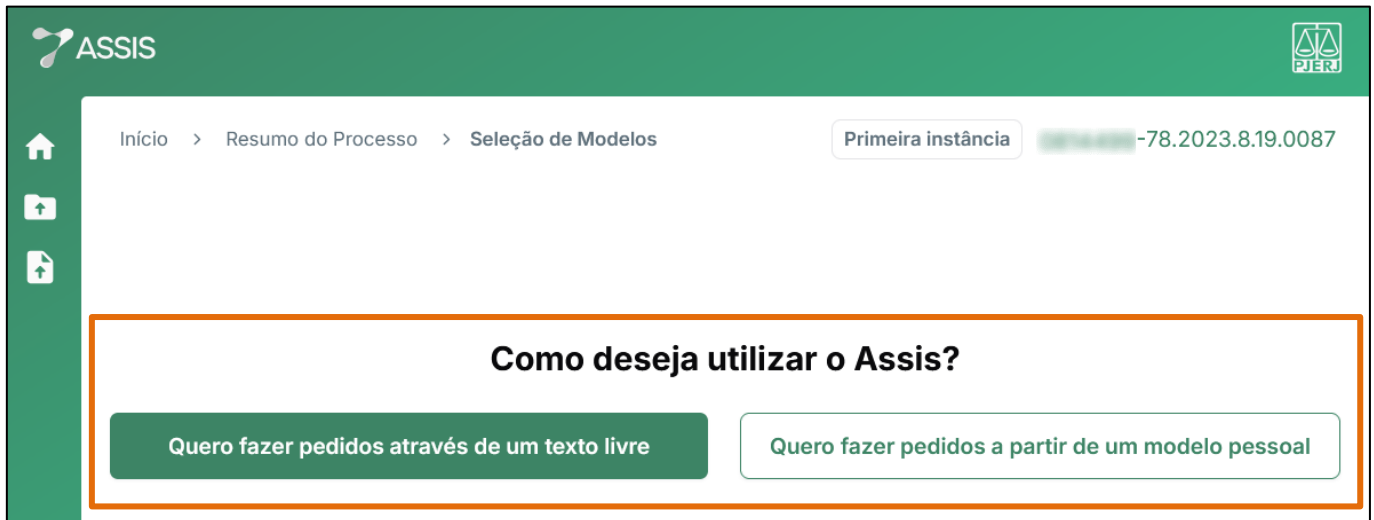 ASSIS
PJERJ
Início > Resumo do Processo > Seleção de Modelos
Primeira instância
-78.2023.8.19.0087
Como deseja utilizar o Assis?
Quero fazer pedidos através de um texto livre
Quero fazer pedidos a partir de um modelo pessoal